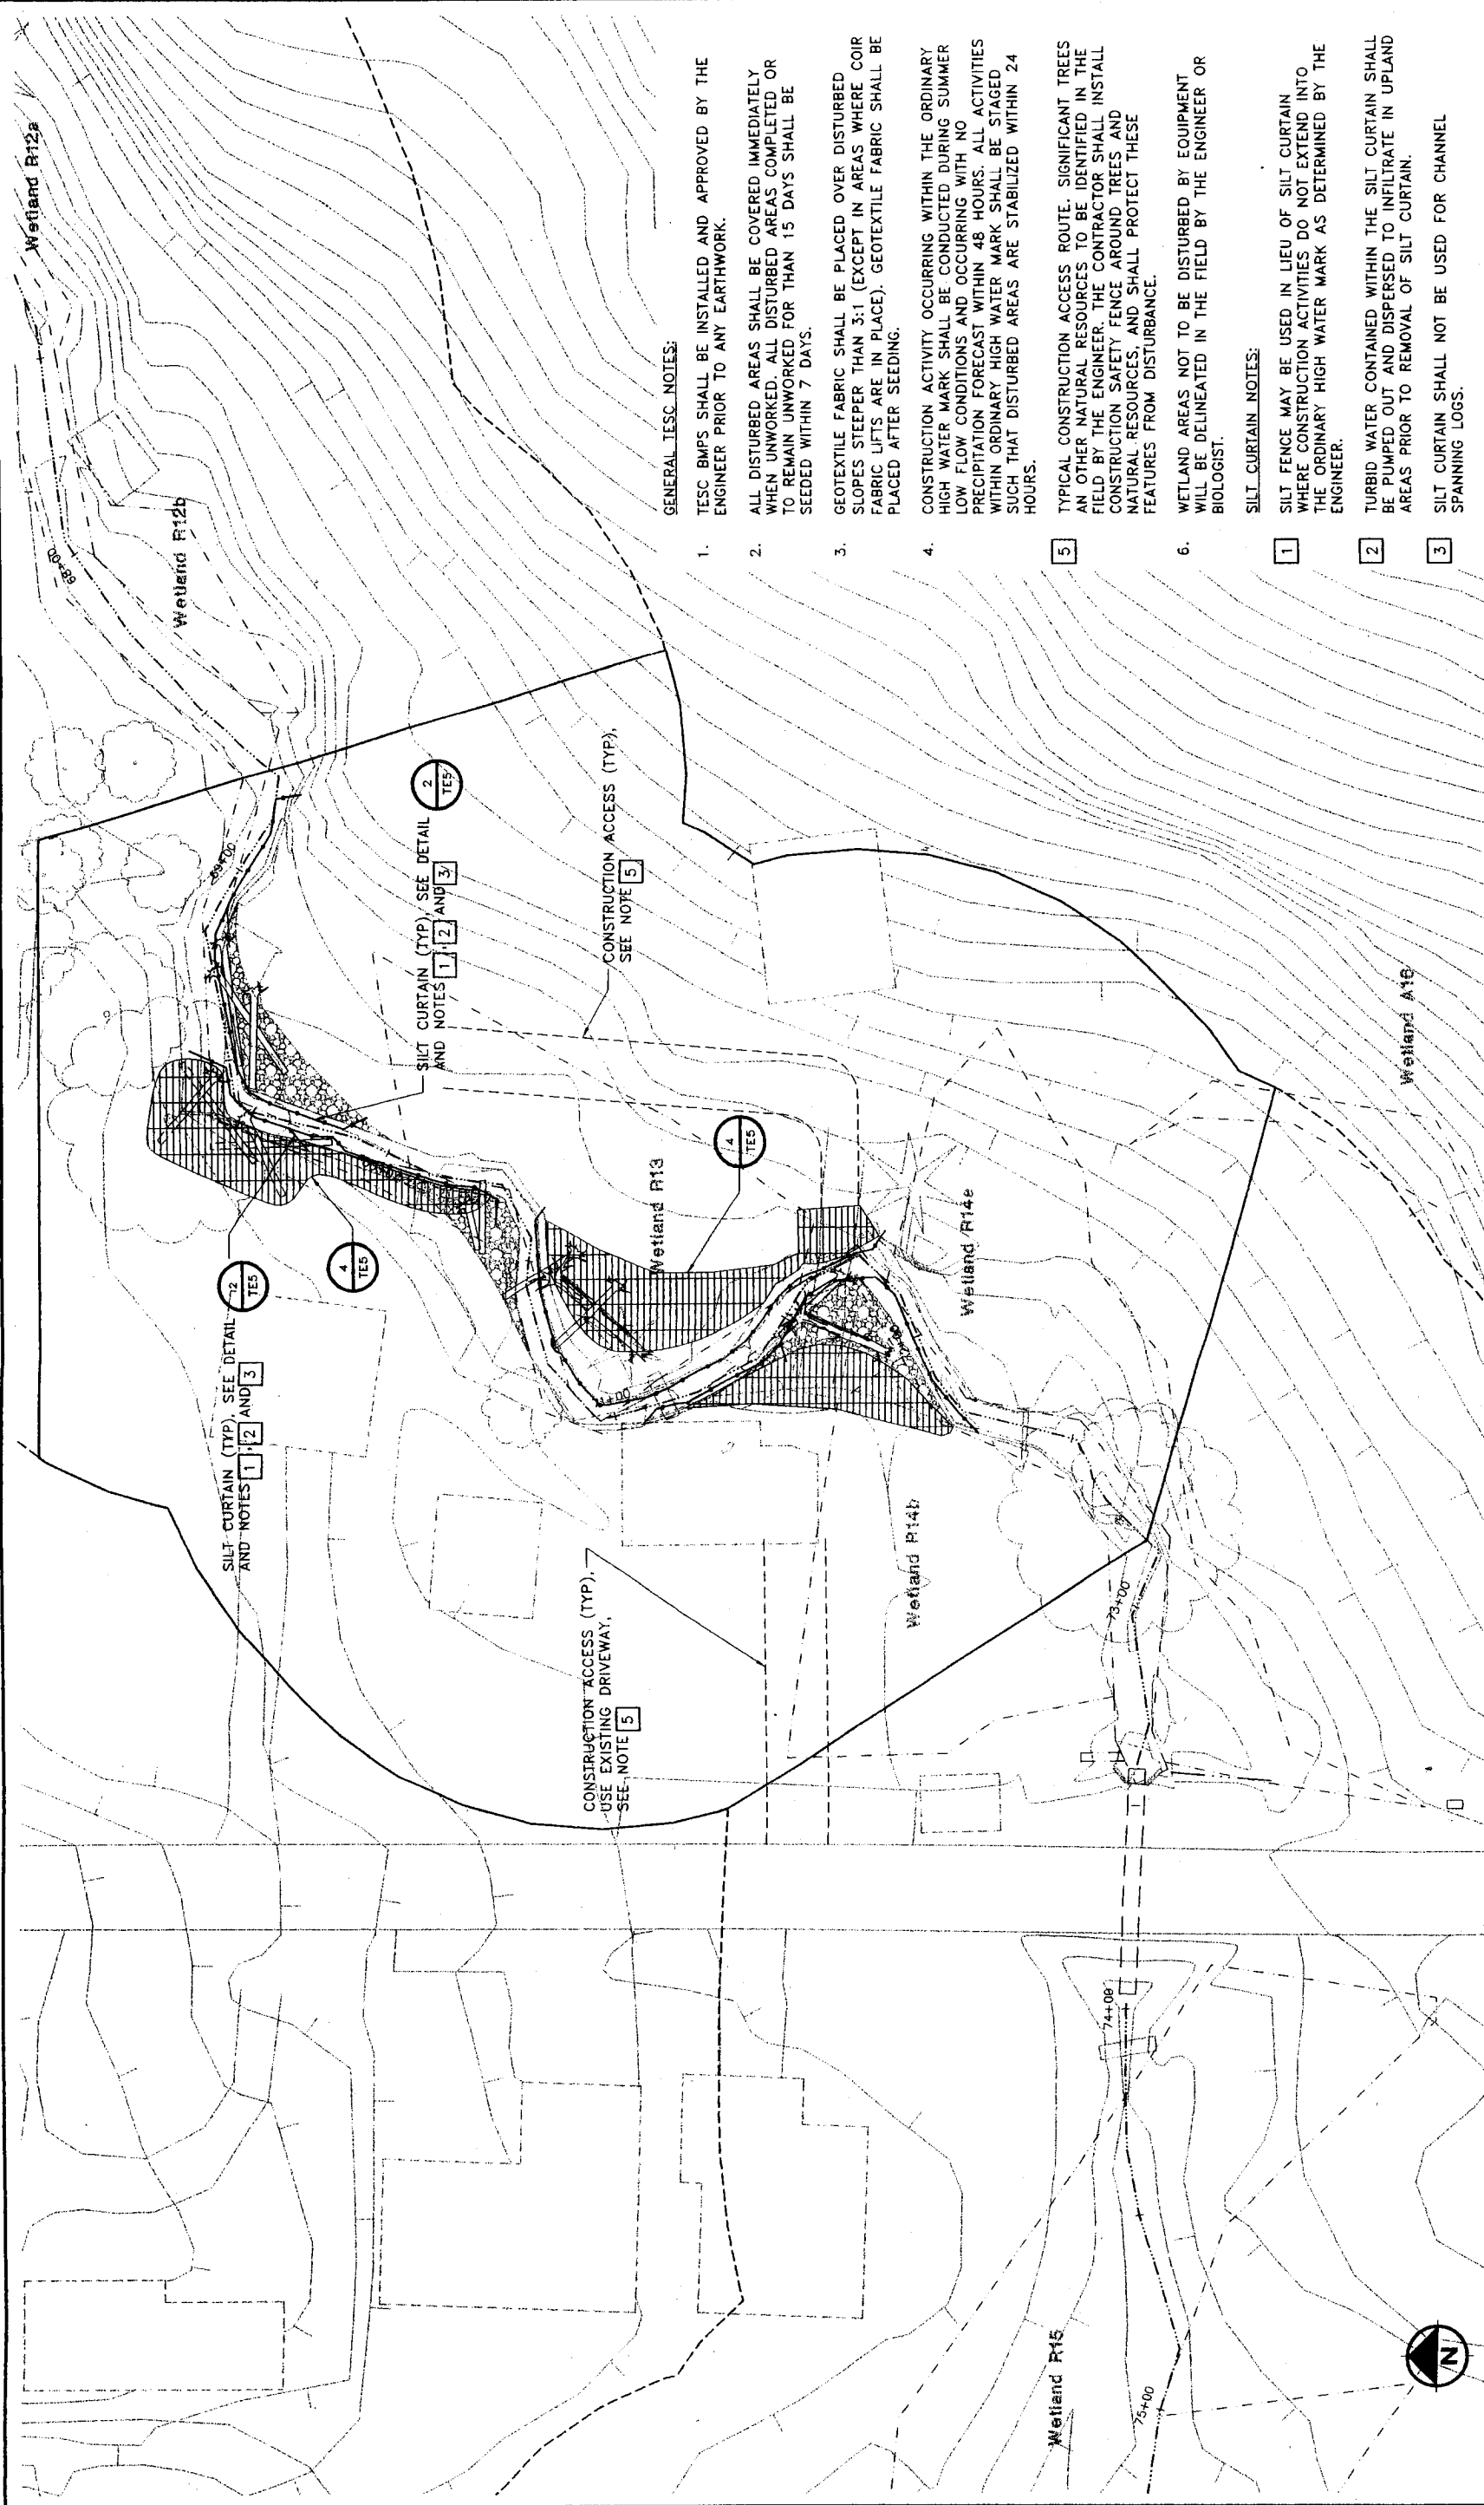 Wetland R12a
Wetland R12b
68+00
69+00
SILT CURTAIN (TYP), SEE DETAIL
AND NOTES 1, 2 AND 3
2
TE5
CONSTRUCTION ACCESS (TYP),
SEE NOTE 5
SILT CURTAIN (TYP), SEE DETAIL
AND NOTES 1, 2 AND 3
TE5
4
TE5
4
TE5
Wetland R13
Wetland R14a
Wetland R14b
Wetland A16
CONSTRUCTION ACCESS (TYP),
USE EXISTING DRIVEWAY,
SEE NOTE 5
73+00
74+00
75+00
Wetland R15
N
GENERAL TESC NOTES:
1. TESC BMPS SHALL BE INSTALLED AND APPROVED BY THE
ENGINEER PRIOR TO ANY EARTHWORK.
2. ALL DISTURBED AREAS SHALL BE COVERED IMMEDIATELY
WHEN UNWORKED. ALL DISTURBED AREAS COMPLETED OR
TO REMAIN UNWORKED FOR THAN 15 DAYS SHALL BE
SEEDED WITHIN 7 DAYS.
3. GEOTEXTILE FABRIC SHALL BE PLACED OVER DISTURBED
SLOPES STEEPER THAN 3:1 (EXCEPT IN AREAS WHERE COIR
FABRIC LIFTS ARE IN PLACE). GEOTEXTILE FABRIC SHALL BE
PLACED AFTER SEEDING.
4. CONSTRUCTION ACTIVITY OCCURRING WITHIN THE ORDINARY
HIGH WATER MARK SHALL BE CONDUCTED DURING SUMMER
LOW FLOW CONDITIONS AND OCCURRING WITH NO
PRECIPITATION FORECAST WITHIN 48 HOURS. ALL ACTIVITIES
WITHIN ORDINARY HIGH WATER MARK SHALL BE STAGED
SUCH THAT DISTURBED AREAS ARE STABILIZED WITHIN 24
HOURS.
5 TYPICAL CONSTRUCTION ACCESS ROUTE. SIGNIFICANT TREES
AN OTHER NATURAL RESOURCES TO BE IDENTIFIED IN THE
FIELD BY THE ENGINEER. THE CONTRACTOR SHALL INSTALL
CONSTRUCTION SAFETY FENCE AROUND TREES AND
NATURAL RESOURCES, AND SHALL PROTECT THESE
FEATURES FROM DISTURBANCE.
6. WETLAND AREAS NOT TO BE DISTURBED BY EQUIPMENT
WILL BE DELINEATED IN THE FIELD BY THE ENGINEER OR
BIOLOGIST.
SILT CURTAIN NOTES:
1 SILT FENCE MAY BE USED IN LIEU OF SILT CURTAIN
WHERE CONSTRUCTION ACTIVITIES DO NOT EXTEND INTO
THE ORDINARY HIGH WATER MARK AS DETERMINED BY THE
ENGINEER.
2 TURBID WATER CONTAINED WITHIN THE SILT CURTAIN SHALL
BE PUMPED OUT AND DISPERSED TO INFILTRATE IN UPLAND
AREAS PRIOR TO REMOVAL OF SILT CURTAIN.
3 SILT CURTAIN SHALL NOT BE USED FOR CHANNEL
SPANNING LOGS.